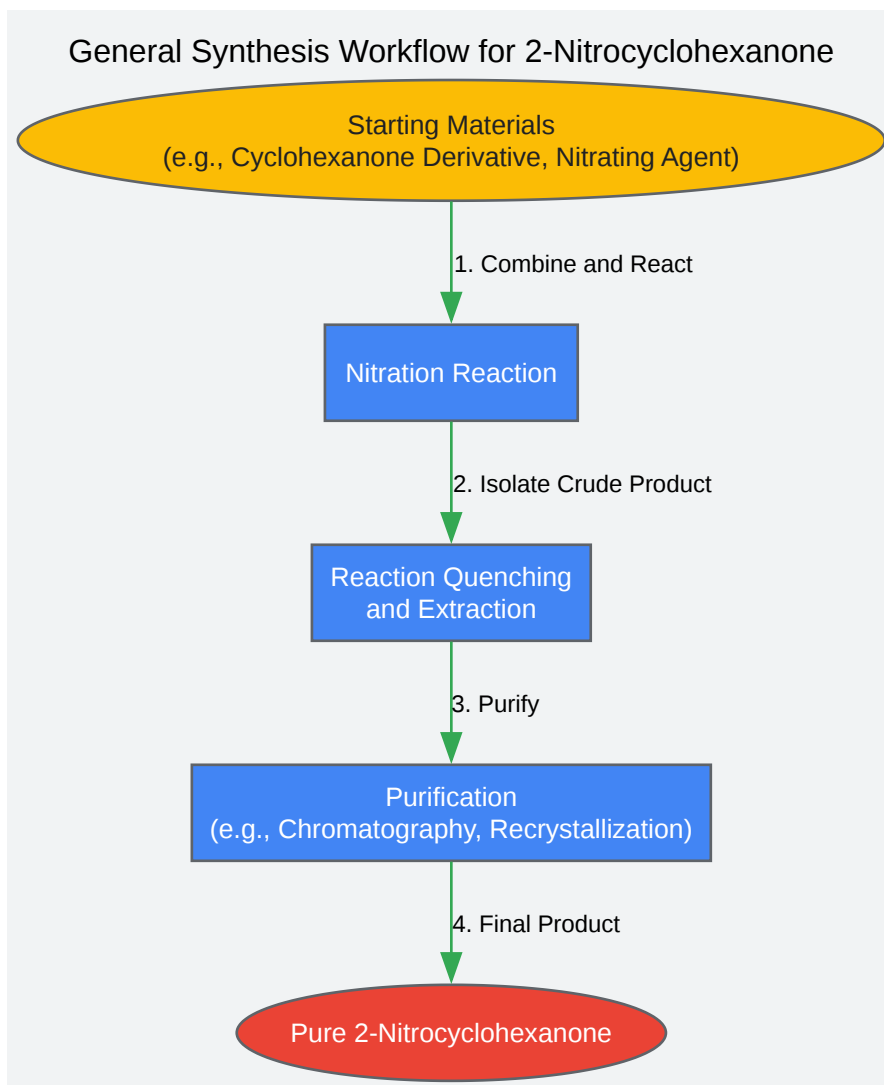 General Synthesis Workflow for 2-Nitrocyclohexanone
Starting Materials
(e.g., Cyclohexanone Derivative, Nitrating Agent)
1. Combine and React
Nitration Reaction
2. Isolate Crude Product
Reaction Quenching
and Extraction
3. Purify
Purification
(e.g., Chromatography, Recrystallization)
4. Final Product
Pure 2-Nitrocyclohexanone